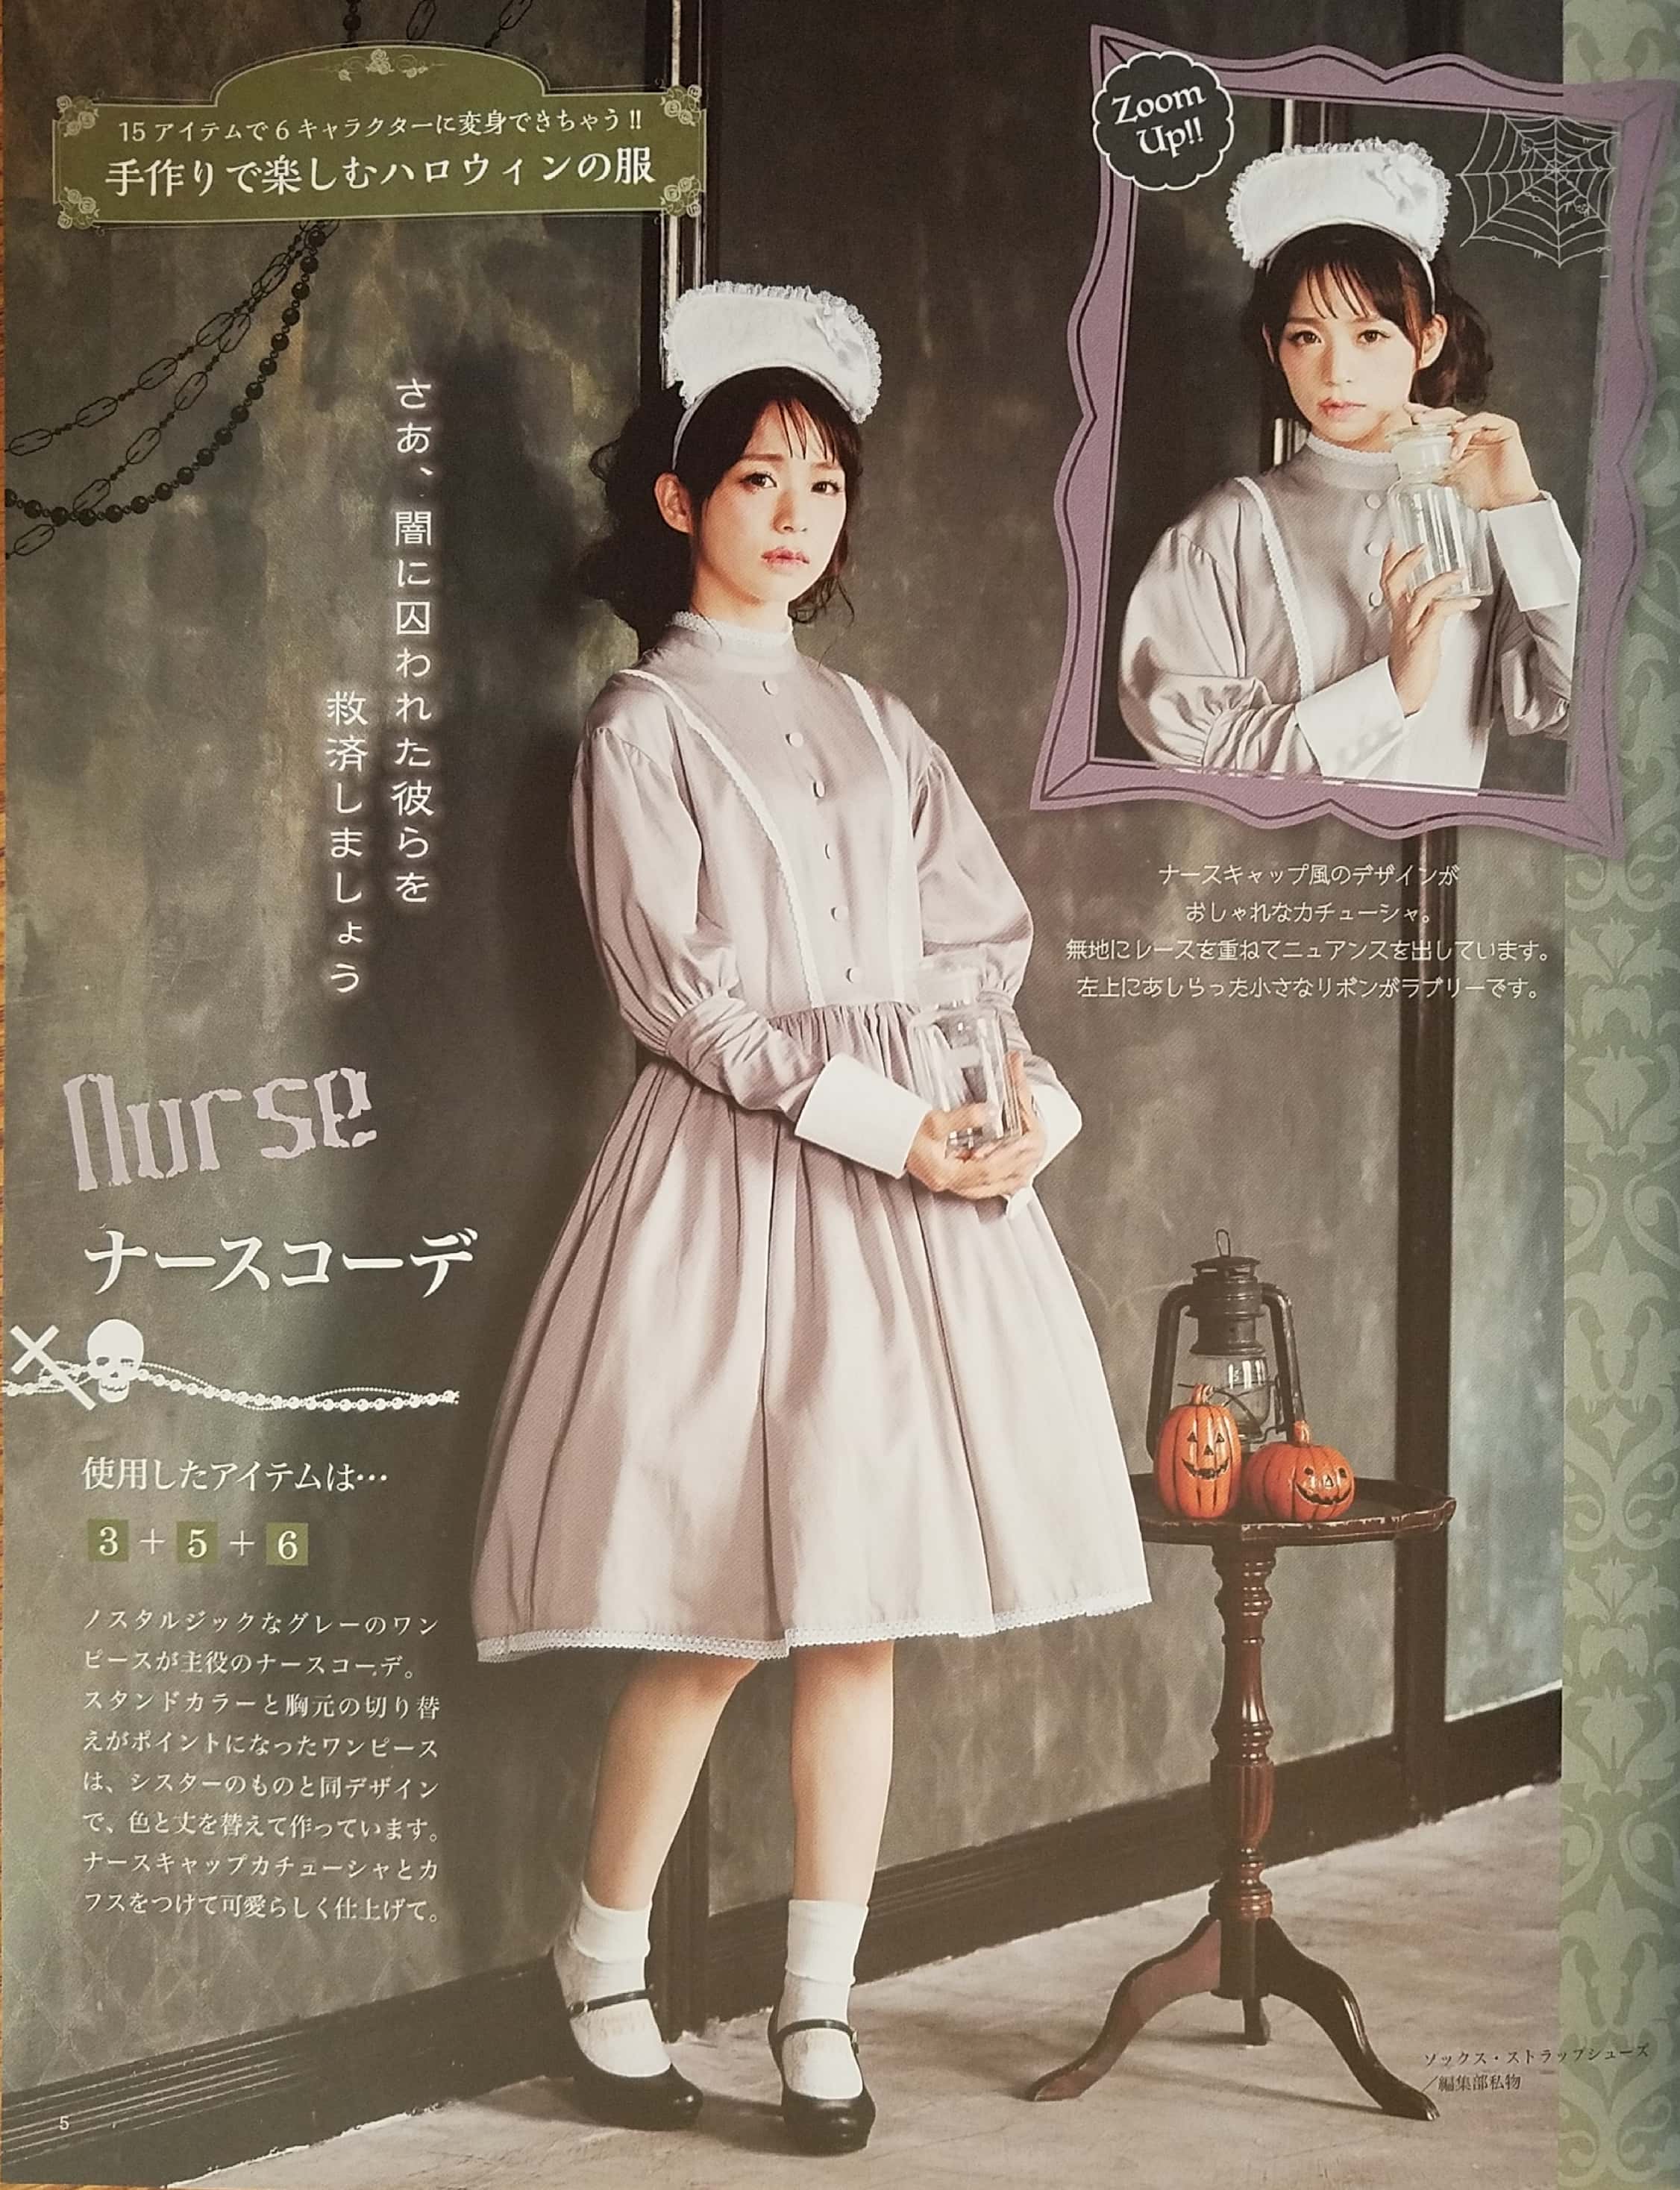 15アイテムで6キャラクターに変身できちゃう!!
手作りで楽しむハロウィンの服
Zoom
Up!!
さあ、闇に囚われた彼らを
救済しましょう
ナースキャップ風のデザインが
おしゃれなカチューシャ。
無地にレースを重ねてニュアンスを出しています。
左上にあしらった小さなリボンがラブリーです。
Nurse
ナースコーデ
使用したアイテムは…
3+5+6
ノスタルジックなグレーのワン
ピースが主役のナースコーデ。
スタンドカラーと胸元の切り替
えがポイントになったワンピース
は、シスターのものと同デザイン
で、色と丈を替えて作っています。
ナースキャップカチューシャとカ
フスをつけて可愛らしく仕上げて。
ソックス・ストラップシューズ
／編集部私物
5